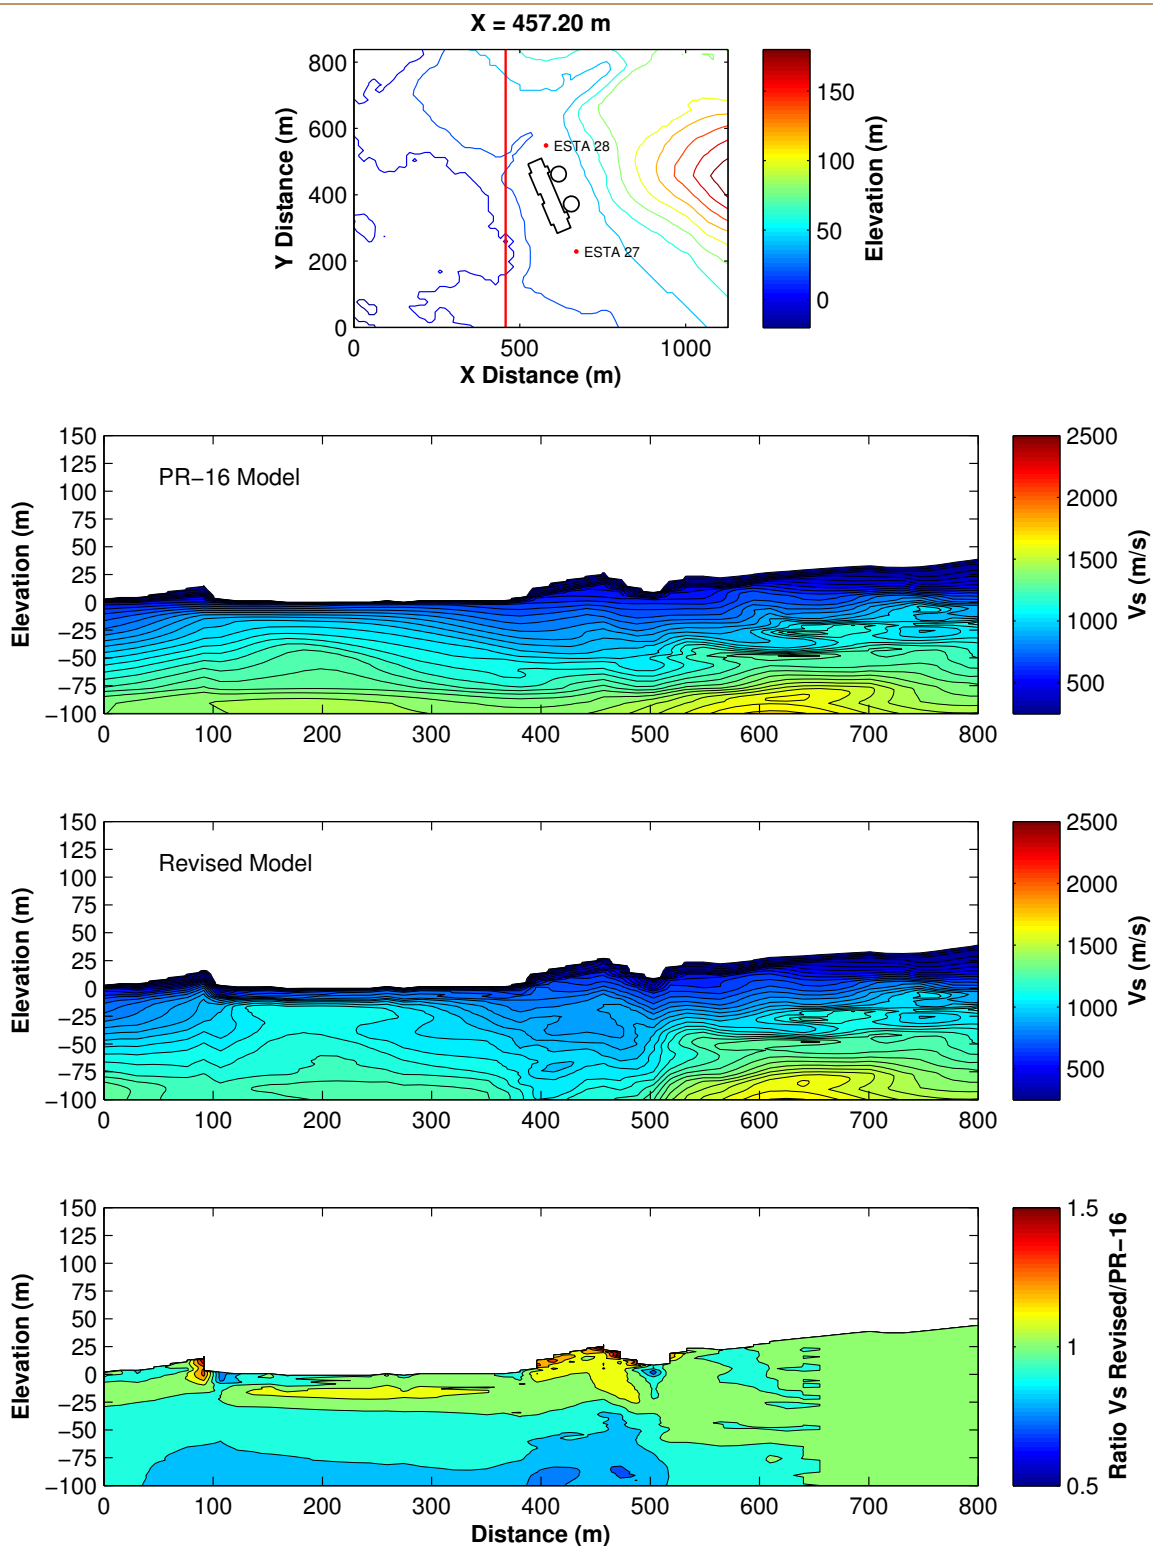 X = 457.20 m
800
600
400
200
0
Y Distance (m)
ESTA 28
ESTA 27
0 500 1000
X Distance (m)
150
100
50
0
Elevation (m)
150
125
100
75
50
25
0
−25
−50
−75
−100
Elevation (m)
PR−16 Model
0 100 200 300 400 500 600 700 800
2500
2000
1500
1000
500
Vs (m/s)
150
125
100
75
50
25
0
−25
−50
−75
−100
Elevation (m)
Revised Model
0 100 200 300 400 500 600 700 800
2500
2000
1500
1000
500
Vs (m/s)
150
125
100
75
50
25
0
−25
−50
−75
−100
Elevation (m)
0 100 200 300 400 500 600 700 800
Distance (m)
1.5
1
0.5
Ratio Vs Revised/PR−16